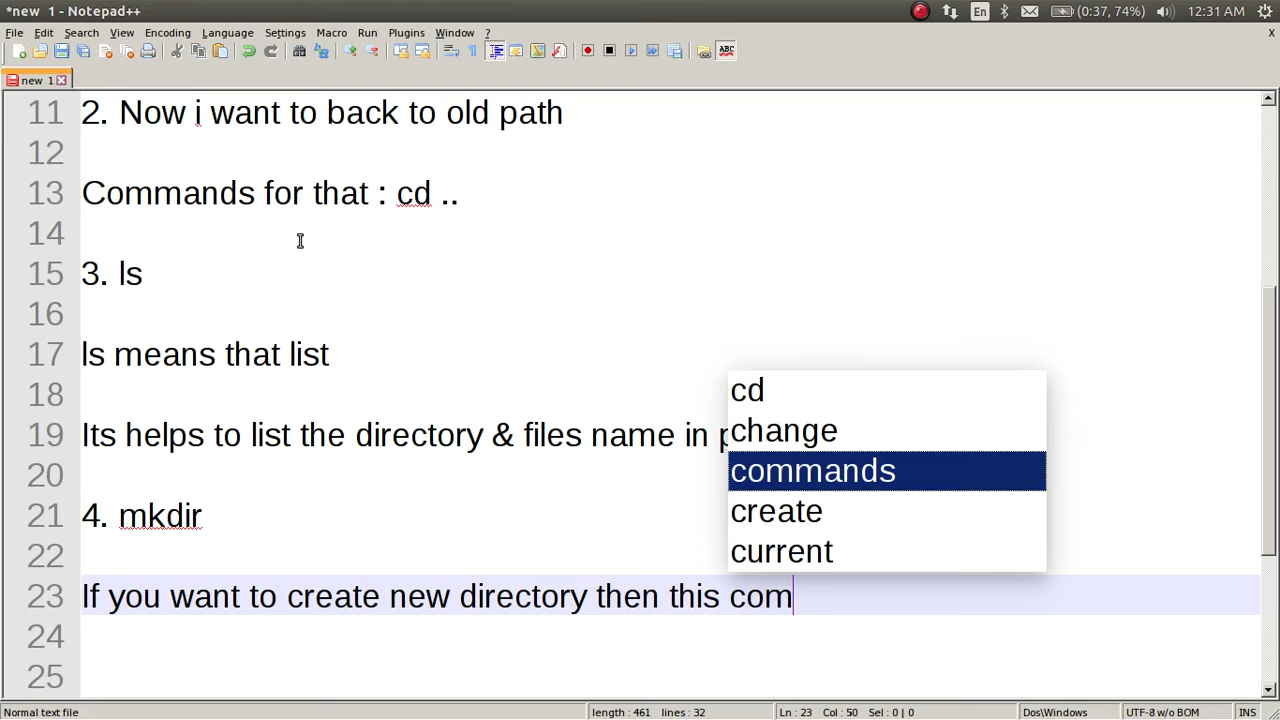 *new 1 - Notepad++
En
(0:37, 74%)
12:31 AM
File Edit Search View Encoding Language Settings Macro Run Plugins Window ?
X
ABC
new 1
11 2. Now i want to back to old path
12
13 Commands for that : cd ..
14
15 3. ls
16
17 ls means that list
18
19 Its helps to list the directory & files name in p
20
21 4. mkdir
22
23 If you want to create new directory then this com
24
25
cd
change
commands
create
current
Normal text file
length : 461 lines : 32
Ln : 23 Col : 50 Sel : 0 | 0
Dos\Windows
UTF-8 w/o BOM
INS